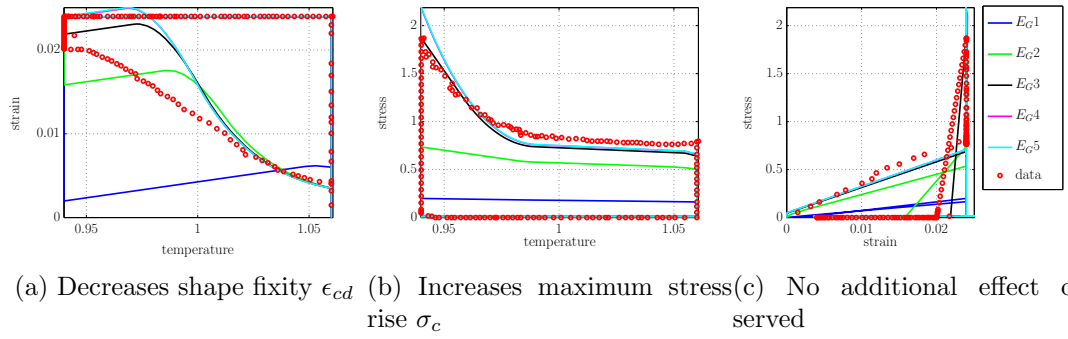 0.02
0.01
0
strain
0.95
1
1.05
temperature
2
1.5
1
0.5
0
stress
0.95
1
1.05
temperature
2
1.5
1
0.5
0
stress
0
0.01
0.02
strain
E_G1
E_G2
E_G3
E_G4
E_G5
data
(a) Decreases shape fixity ϵ_cd
(b) Increases maximum stress
rise σ_c
(c) No additional effect
served